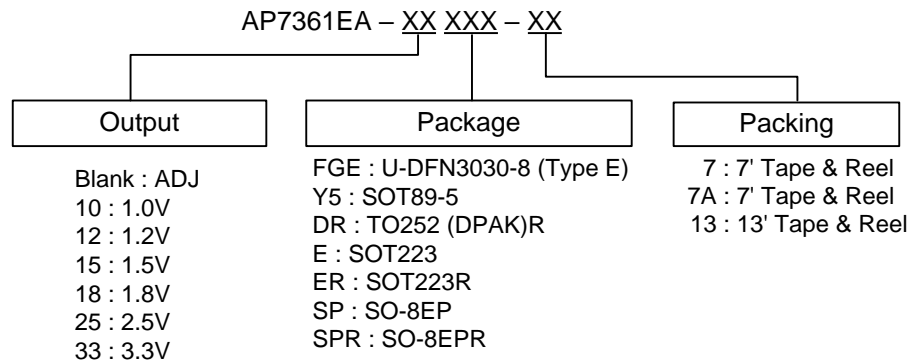 AP7361EA – XX XXX – XX
Output
Blank : ADJ
10 : 1.0V
12 : 1.2V
15 : 1.5V
18 : 1.8V
25 : 2.5V
33 : 3.3V
Package
FGE : U-DFN3030-8 (Type E)
Y5 : SOT89-5
DR : TO252 (DPAK)R
E : SOT223
ER : SOT223R
SP : SO-8EP
SPR : SO-8EPR
Packing
7 : 7' Tape & Reel
7A : 7' Tape & Reel
13 : 13' Tape & Reel